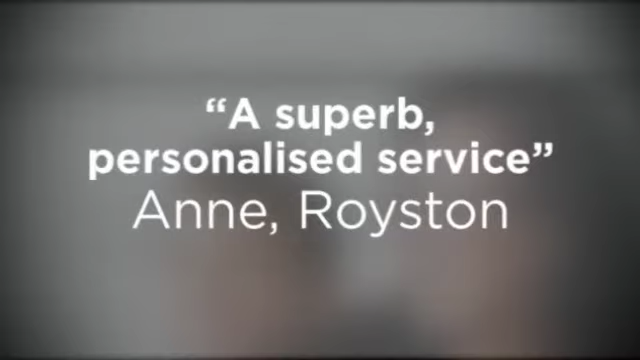 “A superb,
personalised service”
Anne, Royston